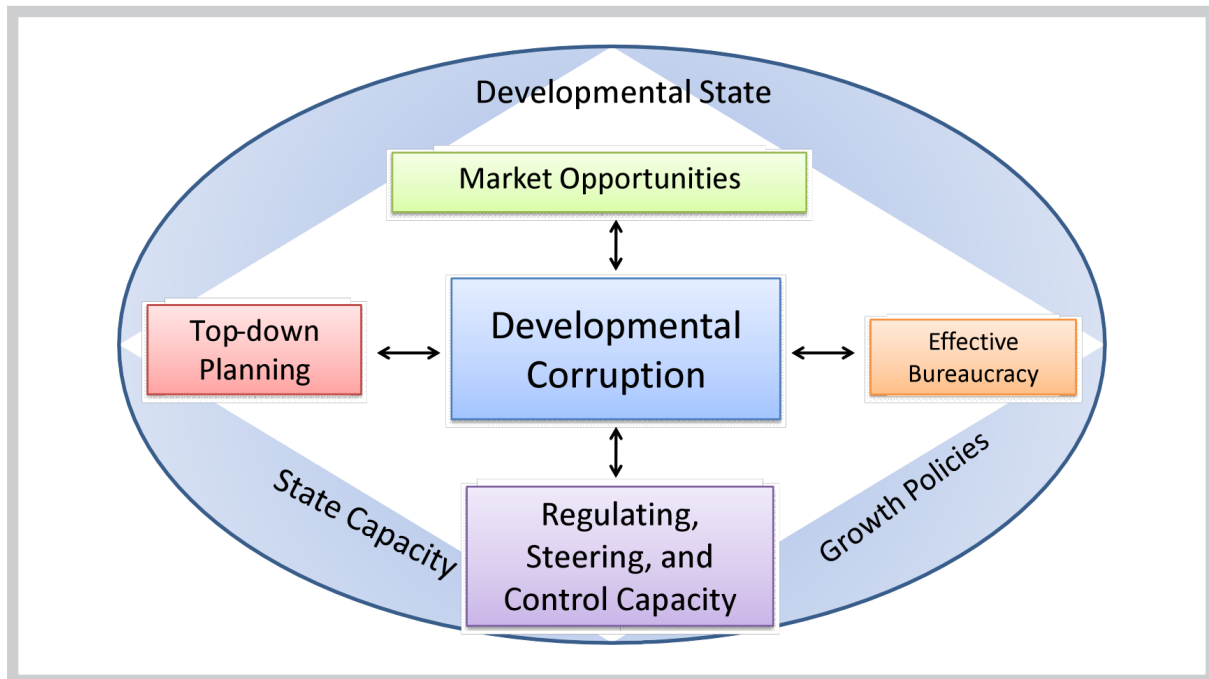 Developmental State
Market Opportunities
Top-down
Planning
Developmental
Corruption
Effective
Bureaucracy
State Capacity
Regulating,
Steering, and
Control Capacity
Growth Policies